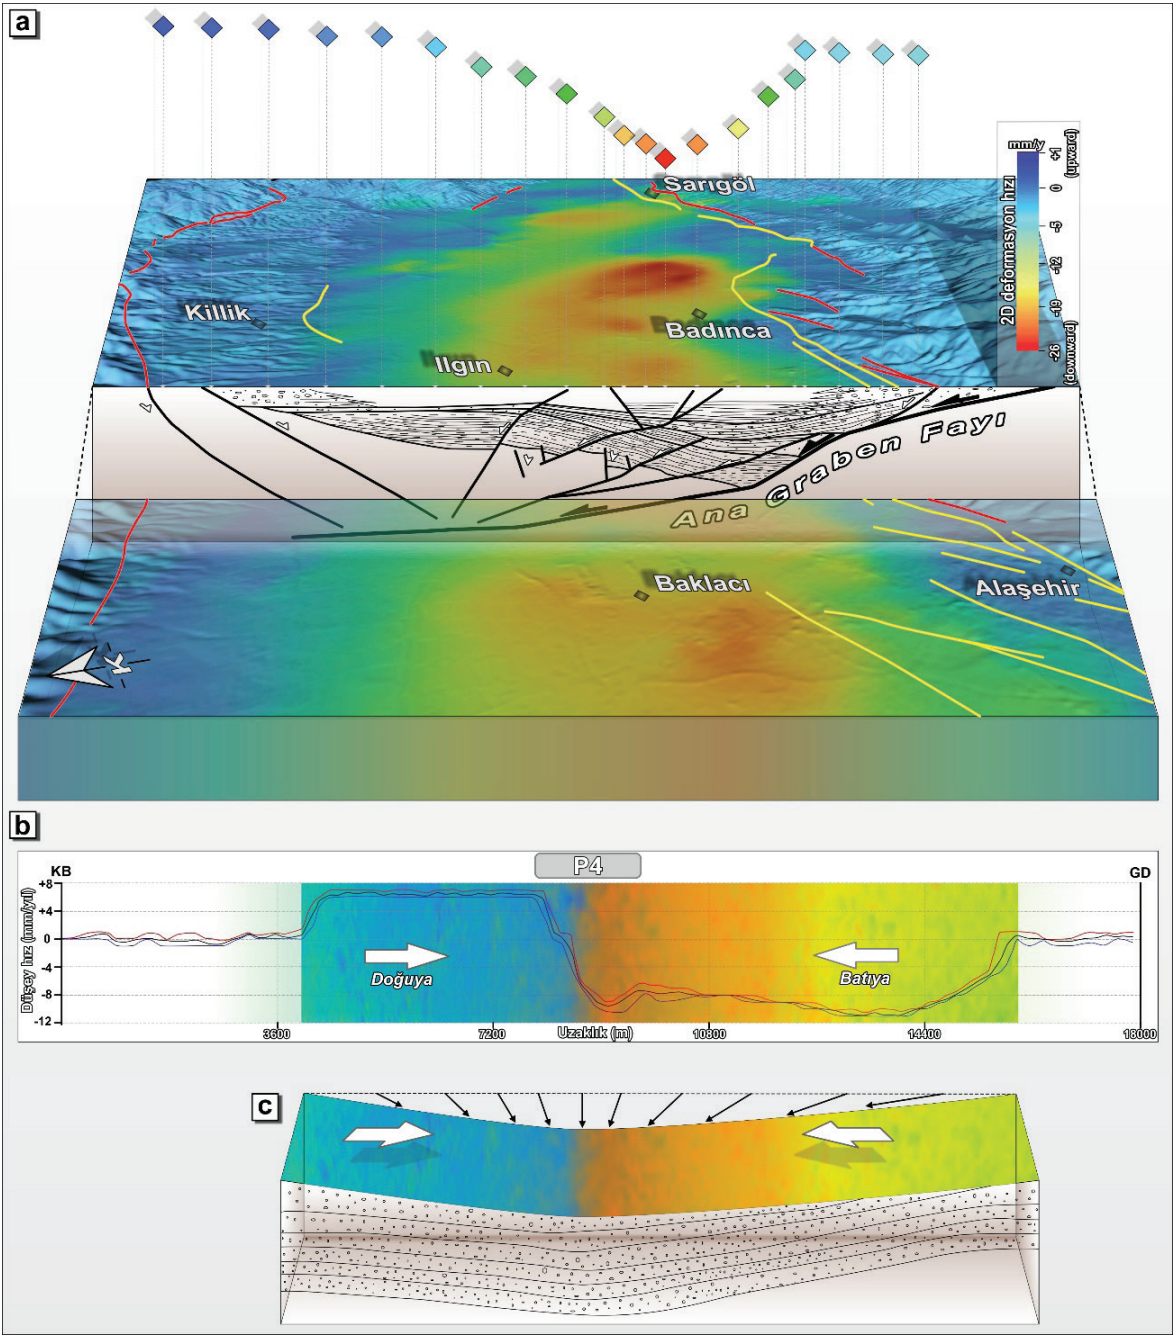 a
mm/y
+1
0
-5
-12
-19
-26
(upward)
(downward)
2D deformasyon hızı
Sarıgöl
Killik
Badınca
Ilgın
Ana Graben Fayı
Baklacı
Alaşehir
K
b
P4
KB
GD
Düşey hız (mm/yıl)
+8
+4
0
-4
-8
-12
Doğuya
Batıya
3600
7200
Uzaklık (m)
10800
14400
18000
c